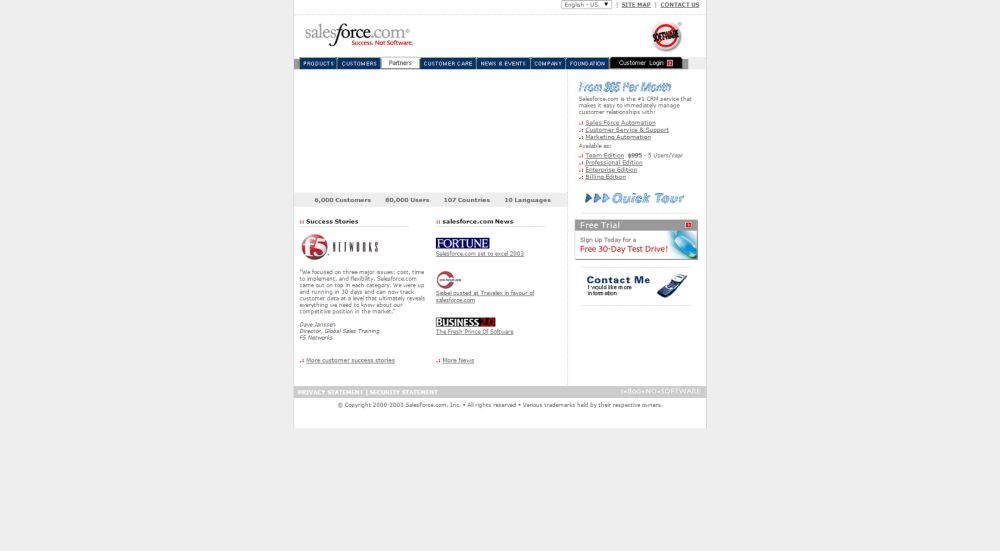 English - US | SITE MAP | CONTACT US
salesforce.com®
Success. Not Software.
SOFTWARE
PRODUCTS CUSTOMERS Partners CUSTOMER CARE NEWS & EVENTS COMPANY FOUNDATION Customer Login
From $65 Per Month
Salesforce.com is the #1 CRM service that
makes it easy to immediately manage
customer relationships with:
Sales Force Automation
Customer Service & Support
Marketing Automation
Available as:
Team Edition $995 - 5 Users/Year
Professional Edition
Enterprise Edition
Billing Edition
Quick Tour
Free Trial
Sign Up Today for a
Free 30-Day Test Drive!
Contact Me
I would like more
information
6,000 Customers 80,000 Users 107 Countries 10 Languages
Success Stories
F5 NETWORKS
"We focused on three major issues: cost, time
to implement, and flexibility. Salesforce.com
came out on top in each category. We were up
and running in 30 days and can now track
customer data at a level that ultimately reveals
everything we need to know about our
competitive position in the market."
Dave Janssen
Director, Global Sales Training
F5 Networks
More customer success stories
salesforce.com News
FORTUNE
Salesforce.com set to excel 2003
Siebel ousted at Travelex in favour of
salesforce.com
BUSINESS 2.0
The Fresh Prince Of Software
More News
PRIVACY STATEMENT | SECURITY STATEMENT
1•800•NO•SOFTWARE
© Copyright 2000-2003 SalesForce.com, Inc. • All rights reserved • Various trademarks held by their respective owners.